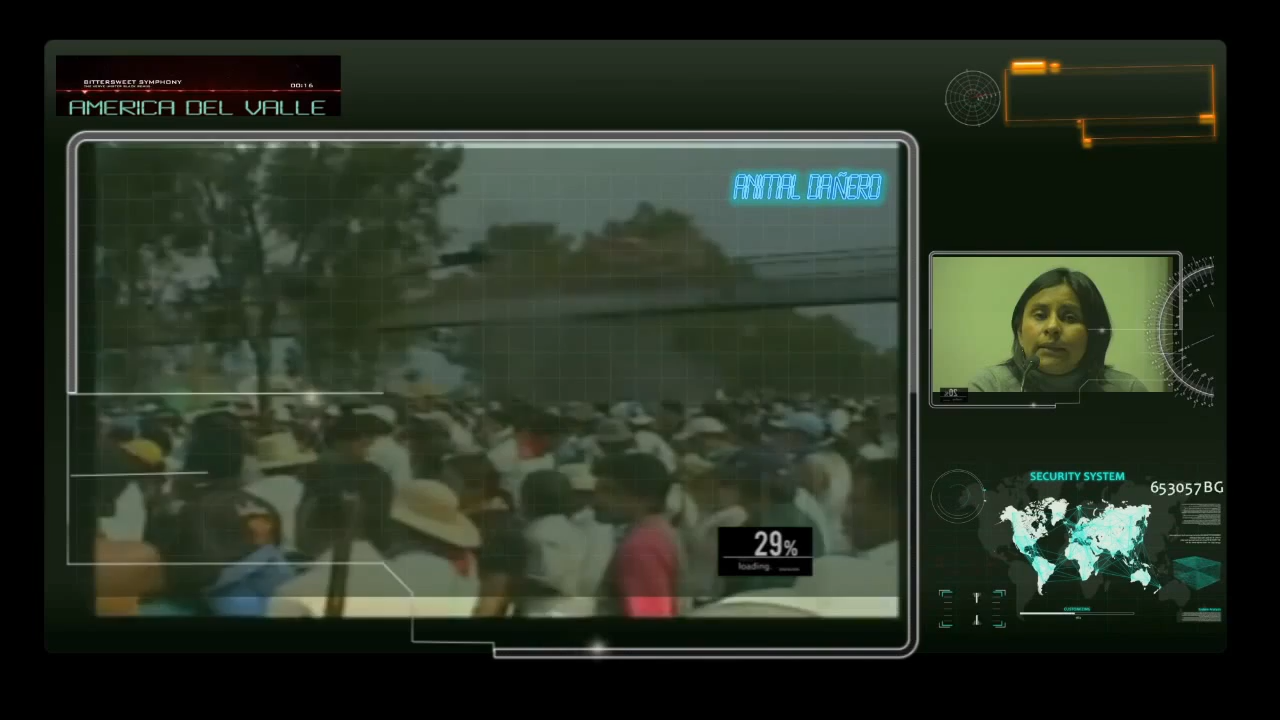 BITTERSWEET SYMPHONY
00:16
AMERICA DEL VALLE
ANIMAL DAÑERO
29%
loading.
SECURITY SYSTEM
653057BG